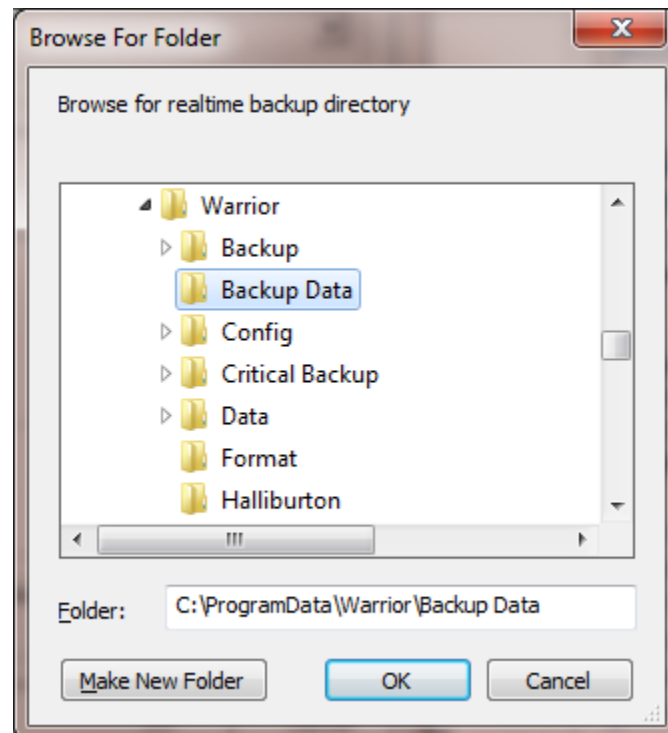 Browse For Folder
Browse for realtime backup directory
Warrior
Backup
Backup Data
Config
Critical Backup
Data
Format
Halliburton
Folder: C:\ProgramData\Warrior\Backup Data
Make New Folder OK Cancel